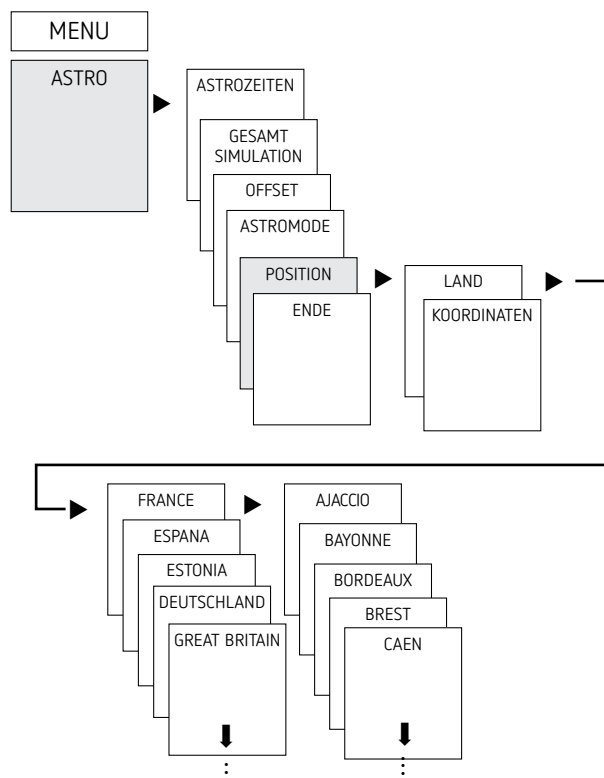 MENU
ASTRO
ASTROZEITEN
GESAMT
SIMULATION
OFFSET
ASTROMODE
POSITION
ENDE
LAND
KOORDINATEN
FRANCE
ESPANA
ESTONIA
DEUTSCHLAND
GREAT BRITAIN
AJACCIO
BAYONNE
BORDEAUX
BREST
CAEN